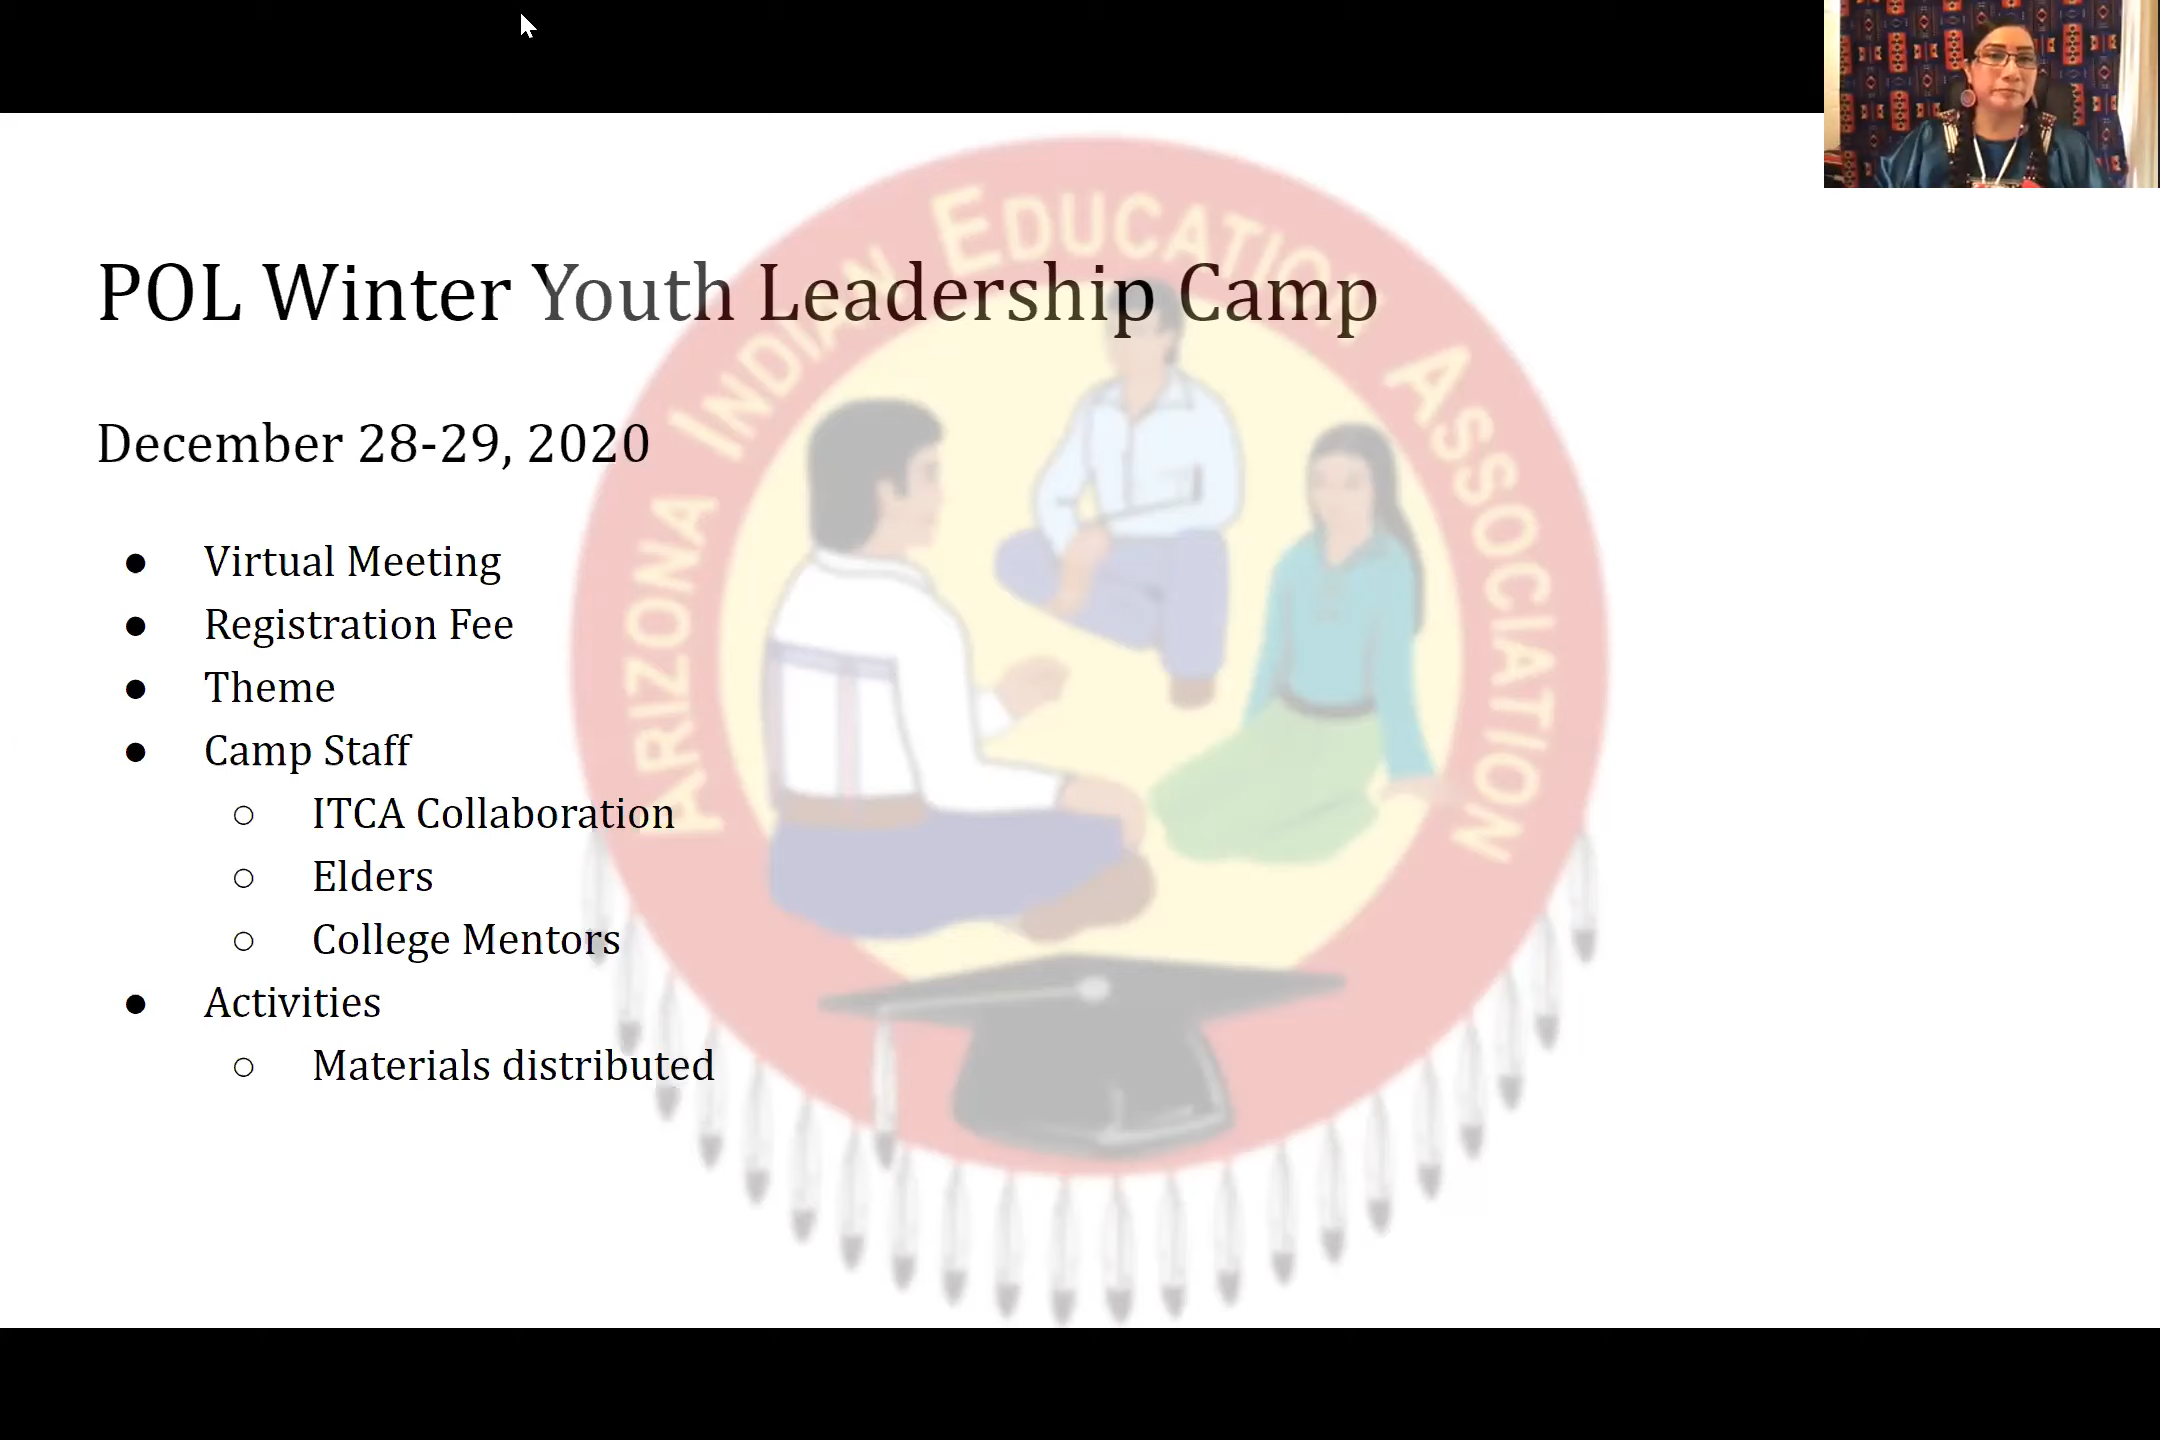 POL Winter Youth Leadership Camp
December 28-29, 2020
● Virtual Meeting
● Registration Fee
● Theme
● Camp Staff
○ ITCA Collaboration
○ Elders
○ College Mentors
● Activities
○ Materials distributed
ARIZONA INDIAN EDUCATION ASSOCIATION